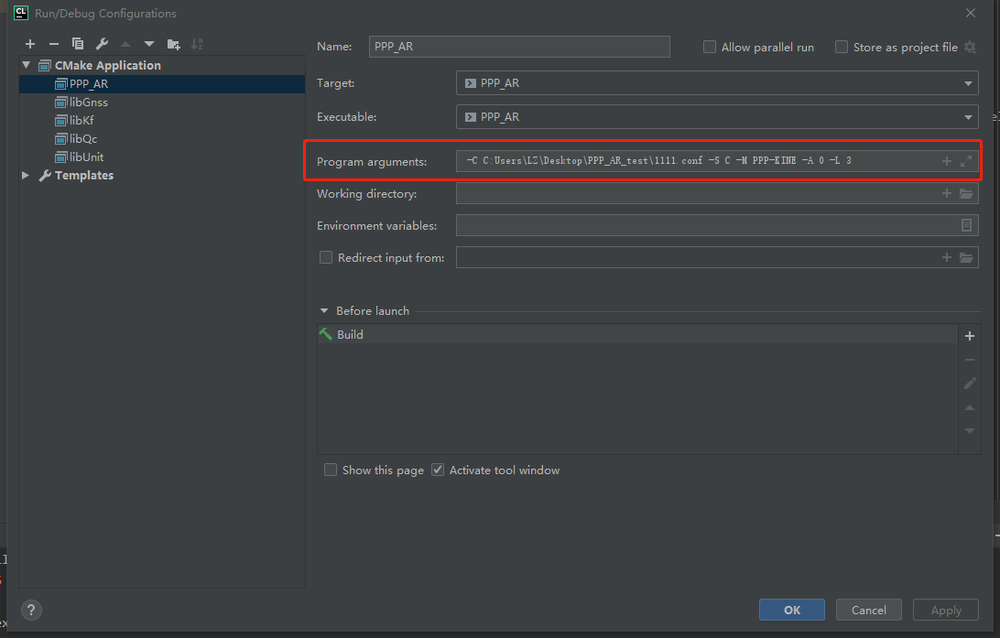 CL Run/Debug Configurations
Name: PPP_AR
Allow parallel run
Store as project file
CMake Application
PPP_AR
libGnss
libKf
libQc
libUnit
Templates
Target: PPP_AR
Executable: PPP_AR
Program arguments: -C C:Users\LZ\Desktop\PPP_AR_test\1111.conf -S C -M PPP-KINE -A 0 -L 3
Working directory:
Environment variables:
Redirect input from:
Before launch
Build
Show this page
Activate tool window
?
OK
Cancel
Apply